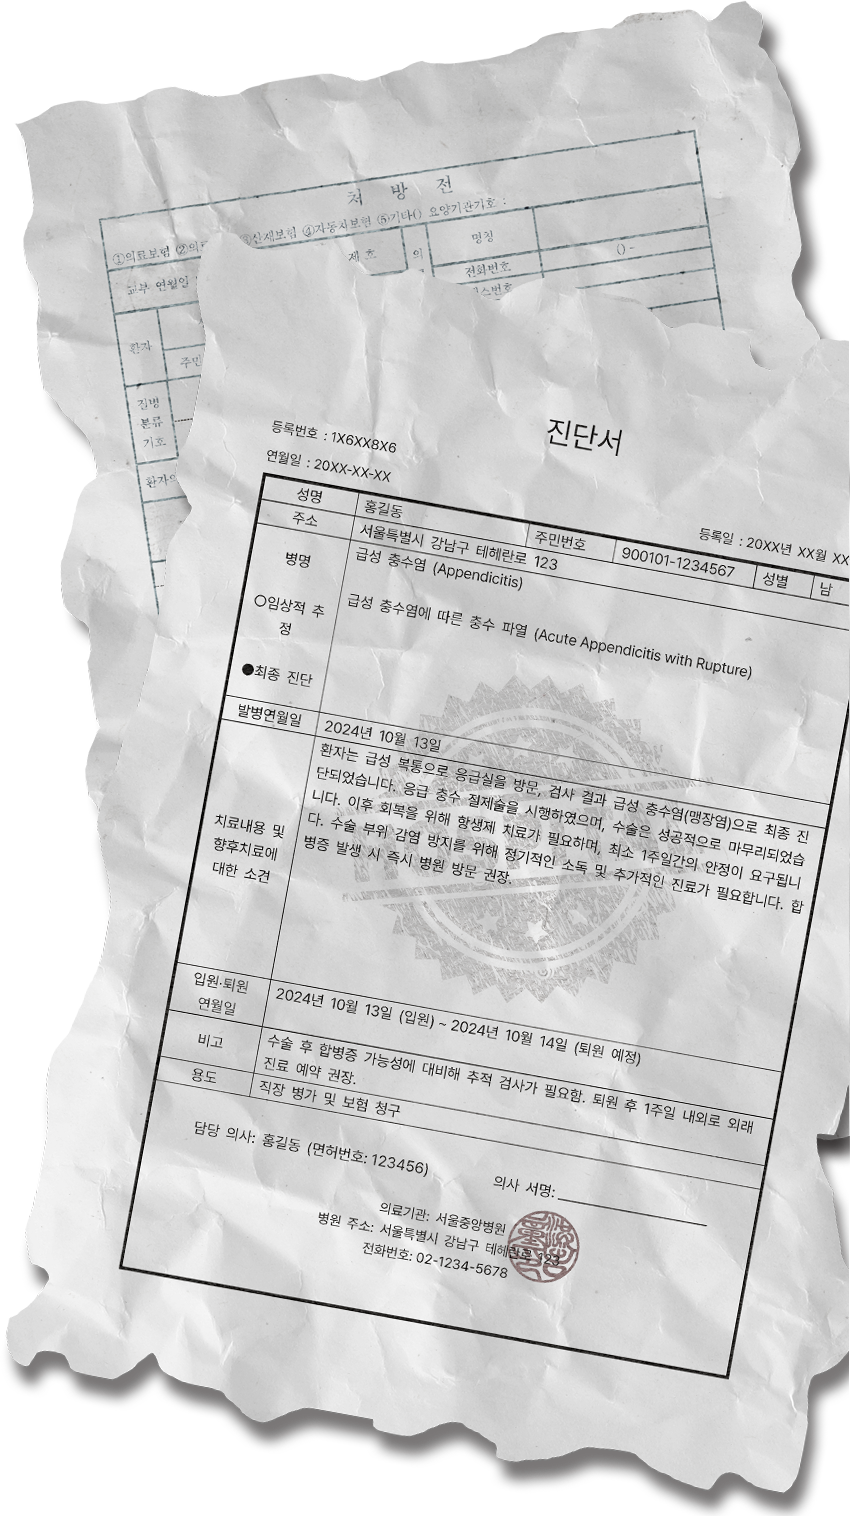 처 방 전
①의료보험 ②의료 ③산재보험 ④자동차보험 ⑤기타() 요양기관기호 :
교부 연월일
제 호
의
명칭
전화번호
() -
팩스번호
환자
주민
질병
분류
기호
환자의
진단서
등록번호 : 1X6XX8X6
연월일 : 20XX-XX-XX
등록일 : 20XX년 XX월 XX
성명
홍길동
주민번호
900101-1234567
성별
남
주소
서울특별시 강남구 테헤란로 123
병명
급성 충수염 (Appendicitis)
○임상적 추
정
급성 충수염에 따른 충수 파열 (Acute Appendicitis with Rupture)
●최종 진단
발병연월일
2024년 10월 13일
치료내용 및
향후치료에
대한 소견
환자는 급성 복통으로 응급실을 방문, 검사 결과 급성 충수염(맹장염)으로 최종 진
단되었습니다. 응급 충수 절제술을 시행하였으며, 수술은 성공적으로 마무리되었습
니다. 이후 회복을 위해 항생제 치료가 필요하며, 최소 1주일간의 안정이 요구됩니
다. 수술 부위 감염 방지를 위해 정기적인 소독 및 추가적인 진료가 필요합니다. 합
병증 발생 시 즉시 병원 방문 권장.
입원·퇴원
연월일
2024년 10월 13일 (입원) ~ 2024년 10월 14일 (퇴원 예정)
비고
수술 후 합병증 가능성에 대비해 추적 검사가 필요함. 퇴원 후 1주일 내외로 외래
진료 예약 권장.
용도
직장 병가 및 보험 청구
담당 의사: 홍길동 (면허번호: 123456)
의사 서명:
의료기관: 서울중앙병원
병원 주소: 서울특별시 강남구 테헤란로 123
전화번호: 02-1234-5678